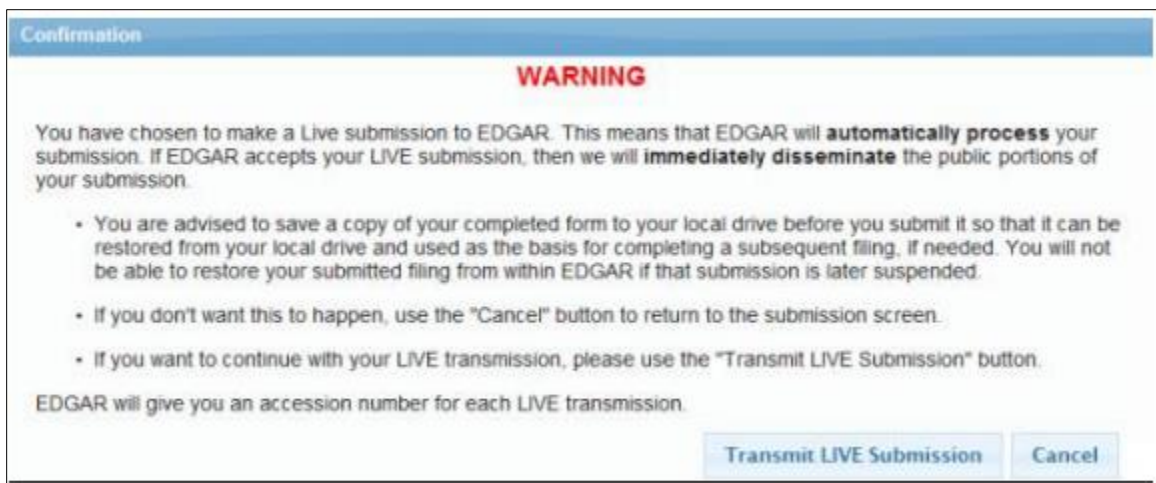 Confirmation
WARNING
You have chosen to make a Live submission to EDGAR. This means that EDGAR will automatically process your
submission. If EDGAR accepts your LIVE submission, then we will immediately disseminate the public portions of
your submission.
• You are advised to save a copy of your completed form to your local drive before you submit it so that it can be
restored from your local drive and used as the basis for completing a subsequent filing, if needed. You will not
be able to restore your submitted filing from within EDGAR if that submission is later suspended.
• If you don't want this to happen, use the "Cancel" button to return to the submission screen.
• If you want to continue with your LIVE transmission, please use the "Transmit LIVE Submission" button.
EDGAR will give you an accession number for each LIVE transmission.
Transmit LIVE Submission Cancel